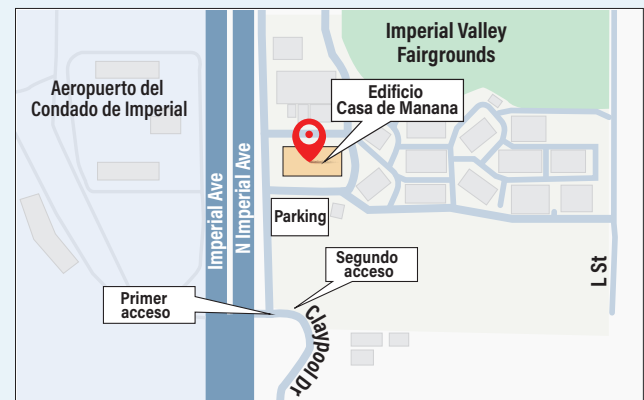 Imperial Valley
Fairgrounds
Aeropuerto del
Condado de Imperial
Edificio
Casa de Manana
Imperial Ave
N Imperial Ave
Parking
Segundo
acceso
L St
Primer
acceso
Claypool Dr